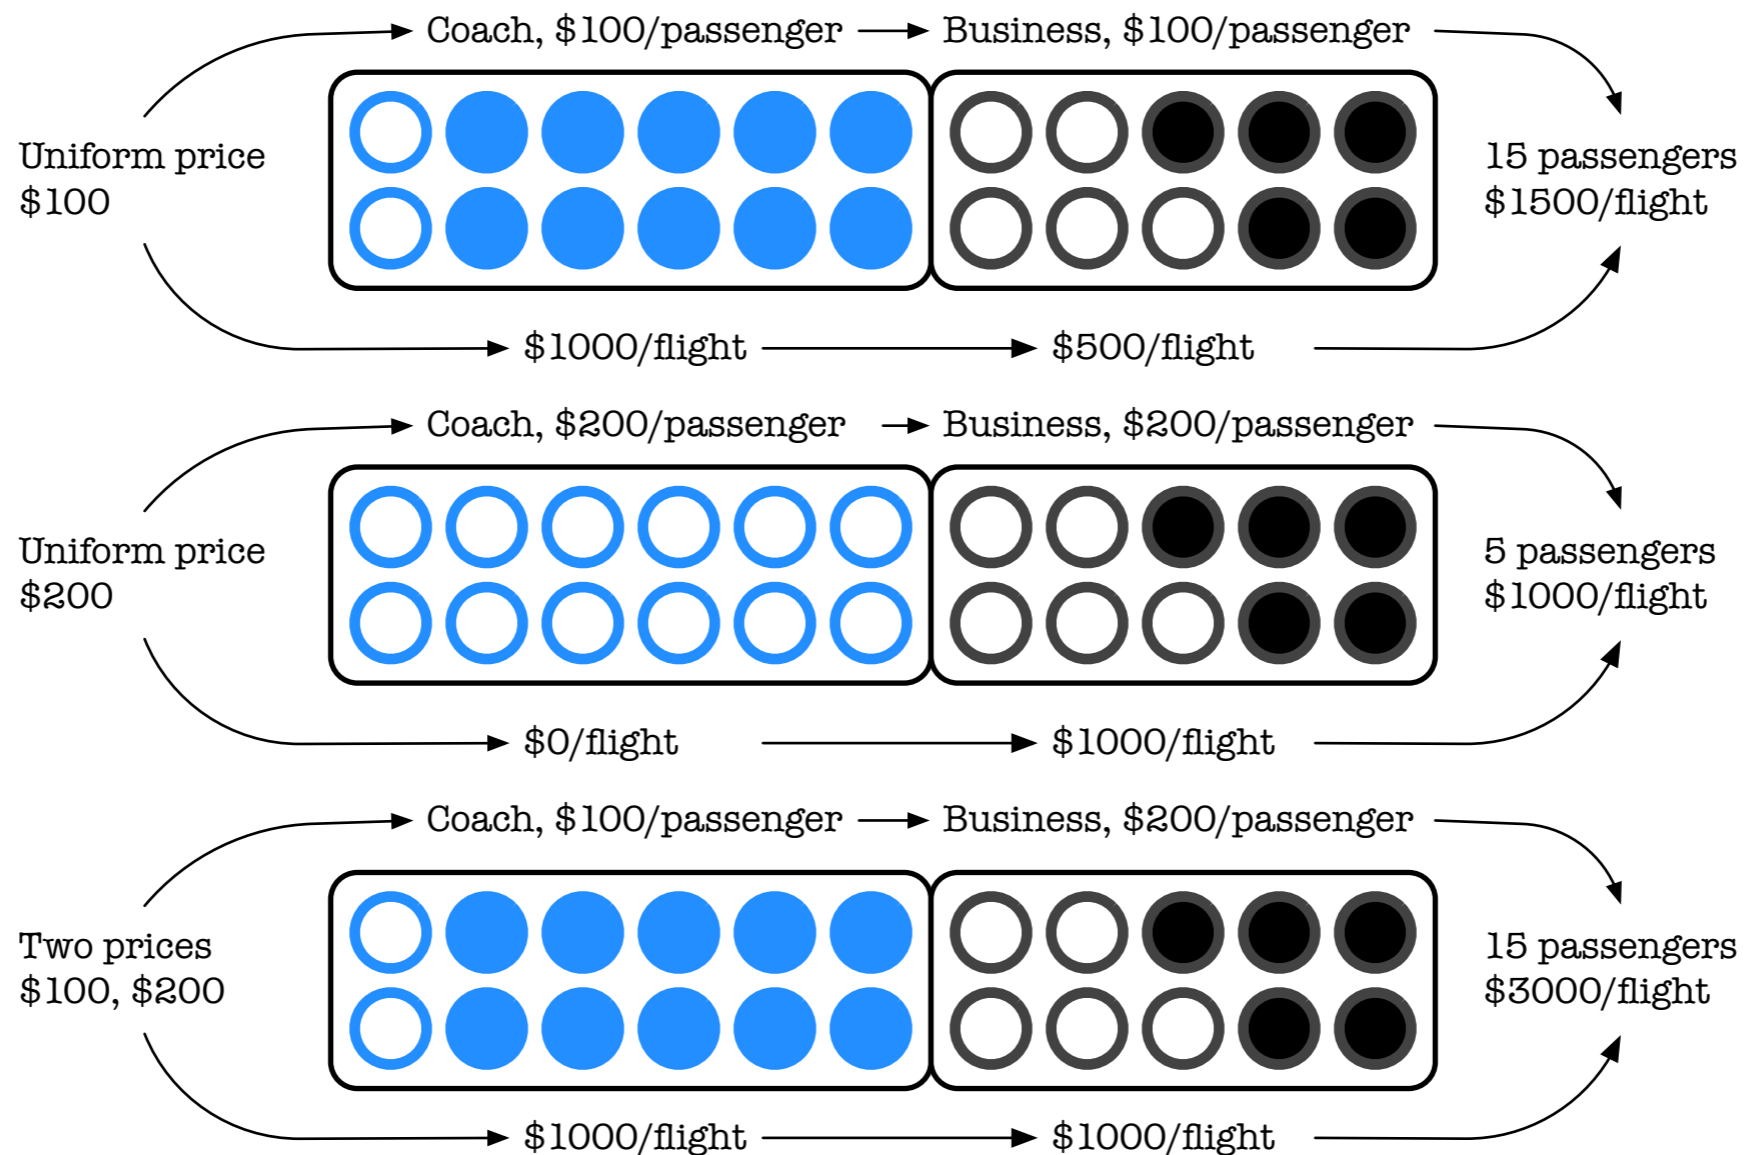 Coach, $100/passenger
Business, $100/passenger
Uniform price
$100
15 passengers
$1500/flight
$1000/flight
$500/flight
Coach, $200/passenger
Business, $200/passenger
Uniform price
$200
5 passengers
$1000/flight
$0/flight
$1000/flight
Coach, $100/passenger
Business, $200/passenger
Two prices
$100, $200
15 passengers
$3000/flight
$1000/flight
$1000/flight